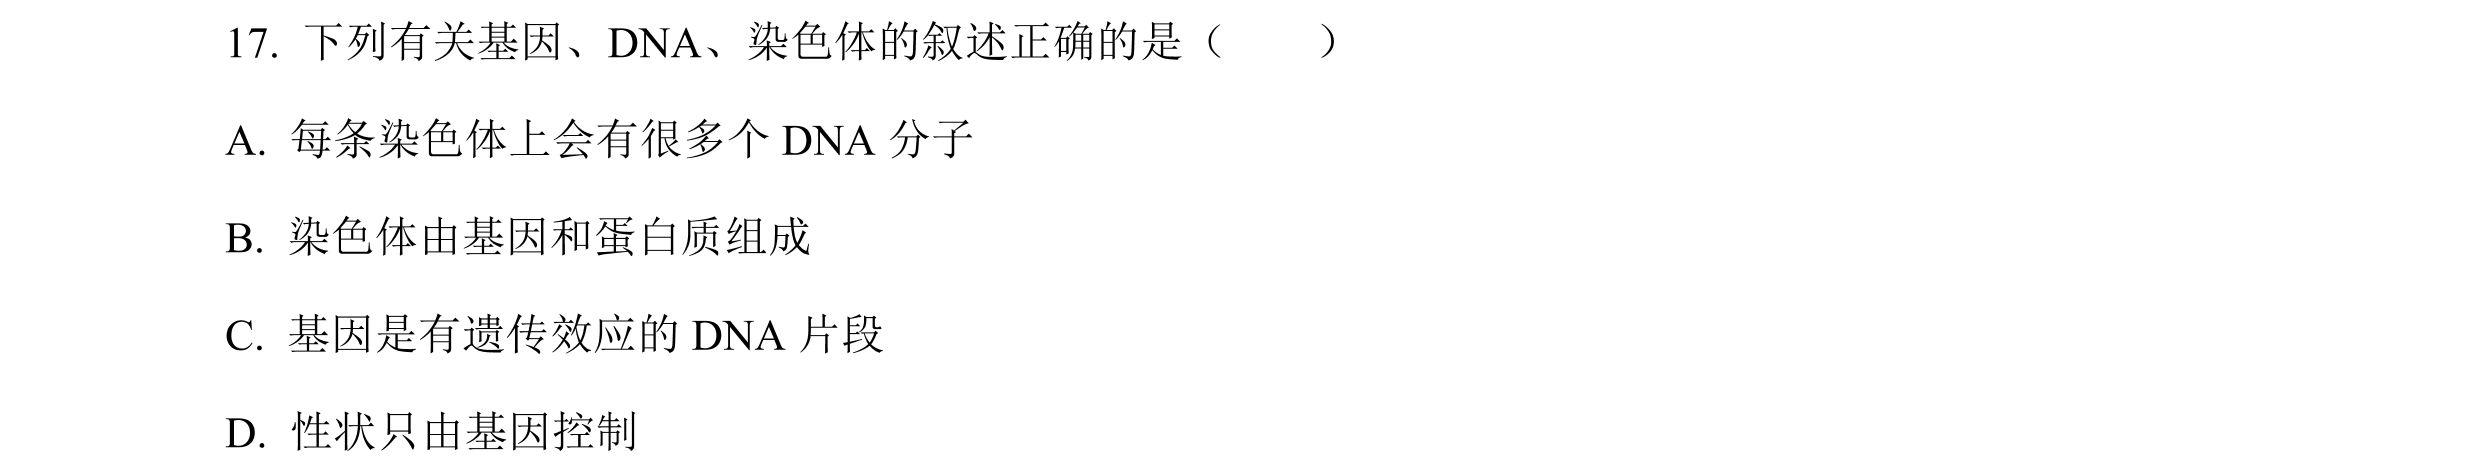 17. 下列有关基因、DNA、染色体的叙述正确的是（　　）
A. 每条染色体上会有很多个 DNA 分子
B. 染色体由基因和蛋白质组成
C. 基因是有遗传效应的 DNA 片段
D. 性状只由基因控制